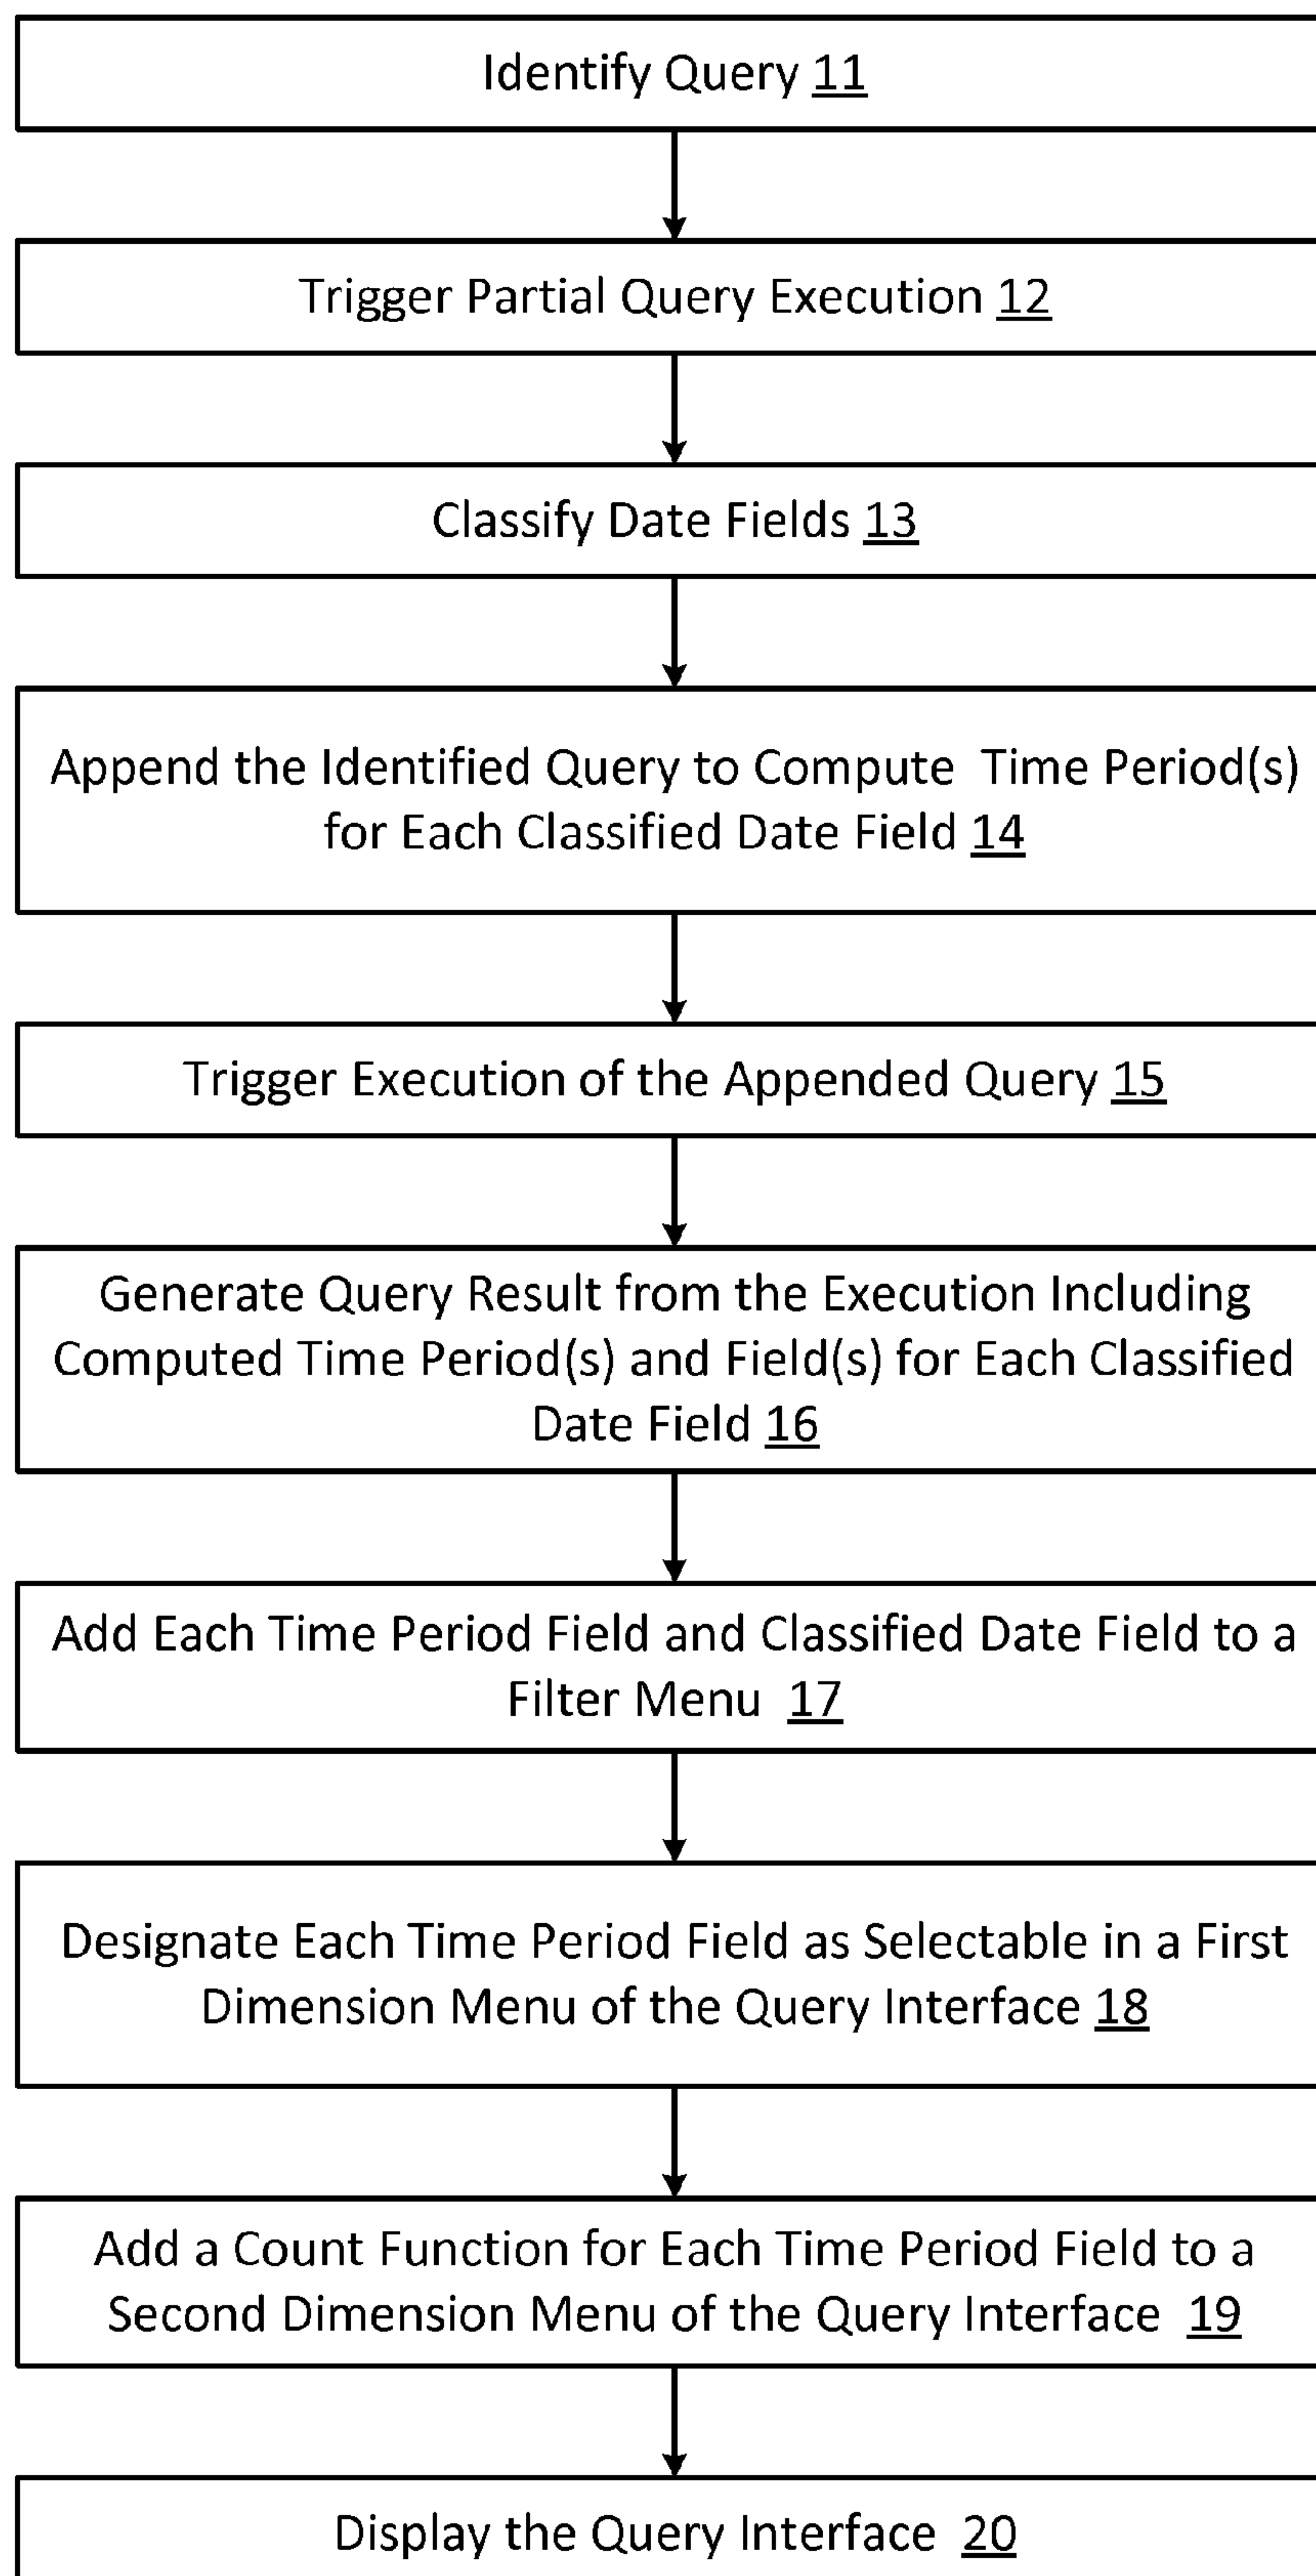 Identify Query 11
Trigger Partial Query Execution 12
Classify Date Fields 13
Append the Identified Query to Compute Time Period(s)
for Each Classified Date Field 14
Trigger Execution of the Appended Query 15
Generate Query Result from the Execution Including
Computed Time Period(s) and Field(s) for Each Classified
Date Field 16
Add Each Time Period Field and Classified Date Field to a
Filter Menu 17
Designate Each Time Period Field as Selectable in a First
Dimension Menu of the Query Interface 18
Add a Count Function for Each Time Period Field to a
Second Dimension Menu of the Query Interface 19
Display the Query Interface 20